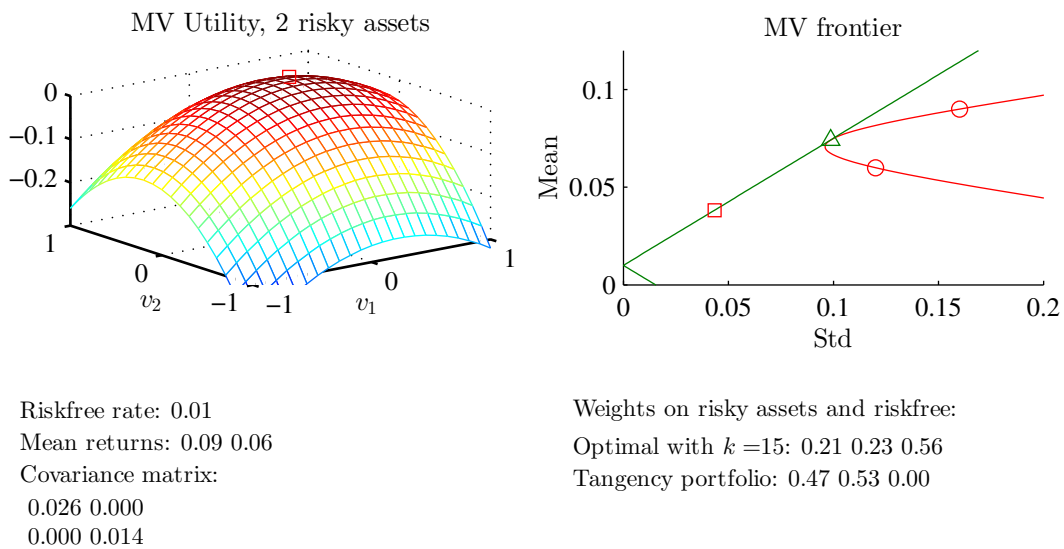 MV Utility, 2 risky assets
0
−0.1
−0.2
1
0
−1
v2
−1
0
1
v1
MV frontier
0.1
0.05
0
Mean
0
0.05
0.1
0.15
0.2
Std
Riskfree rate: 0.01
Mean returns: 0.09 0.06
Covariance matrix:
0.026 0.000
0.000 0.014
Weights on risky assets and riskfree:
Optimal with k =15: 0.21 0.23 0.56
Tangency portfolio: 0.47 0.53 0.00